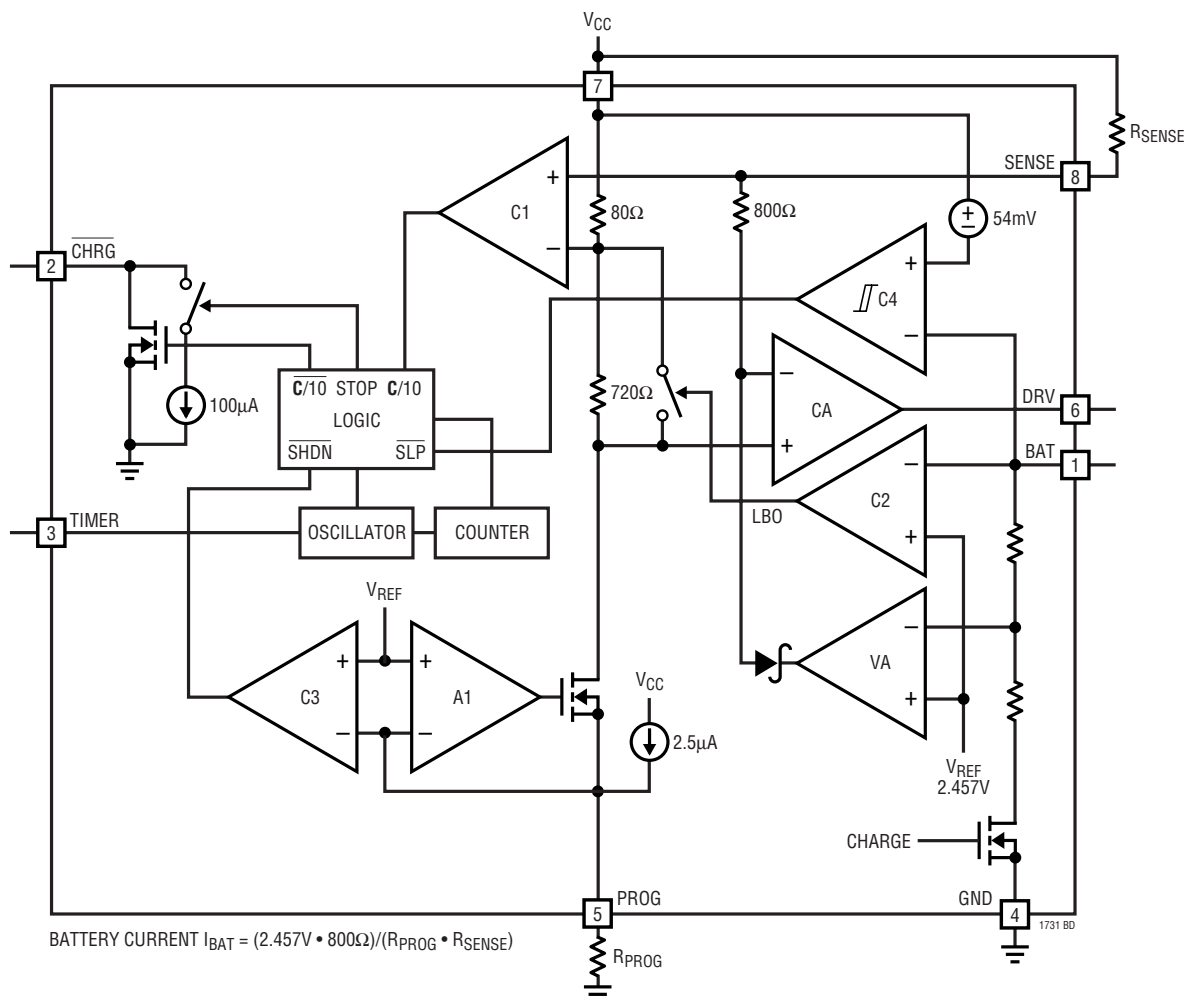 VCC
7
RSENSE
SENSE
8
+
C1
80Ω
800Ω
+
–
54mV
–
2
CHRG
+
C4
–
C/10 STOP C/10
LOGIC
SHDN SLP
100µA
720Ω
–
CA
+
DRV
6
BAT
1
–
C2
+
LBO
3
TIMER
OSCILLATOR
COUNTER
VREF
+
C3
–
+
A1
–
VCC
2.5µA
–
VA
+
VREF
2.457V
CHARGE
PROG
5
GND
4
1731 BD
BATTERY CURRENT IBAT = (2.457V • 800Ω)/(RPROG • RSENSE)
RPROG